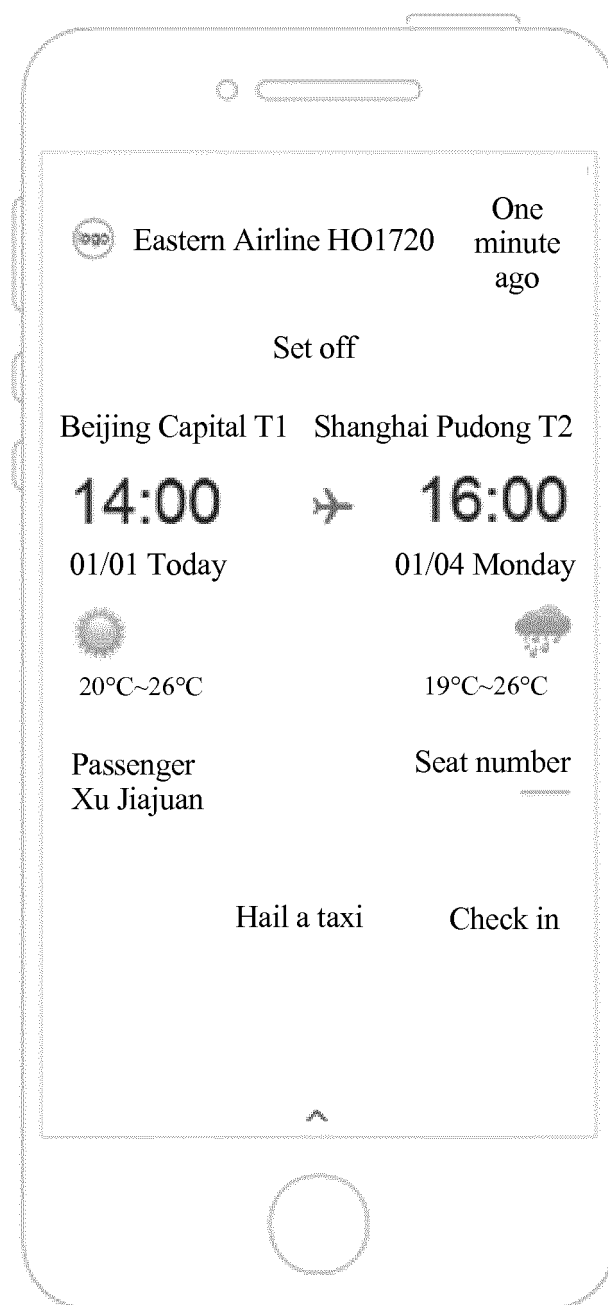 Eastern Airline HO1720
One
minute
ago
Set off
Beijing Capital T1 Shanghai Pudong T2
14:00 16:00
01/01 Today 01/04 Monday
20°C~26°C 19°C~26°C
Passenger Seat number
Xu Jiajuan
Hail a taxi Check in